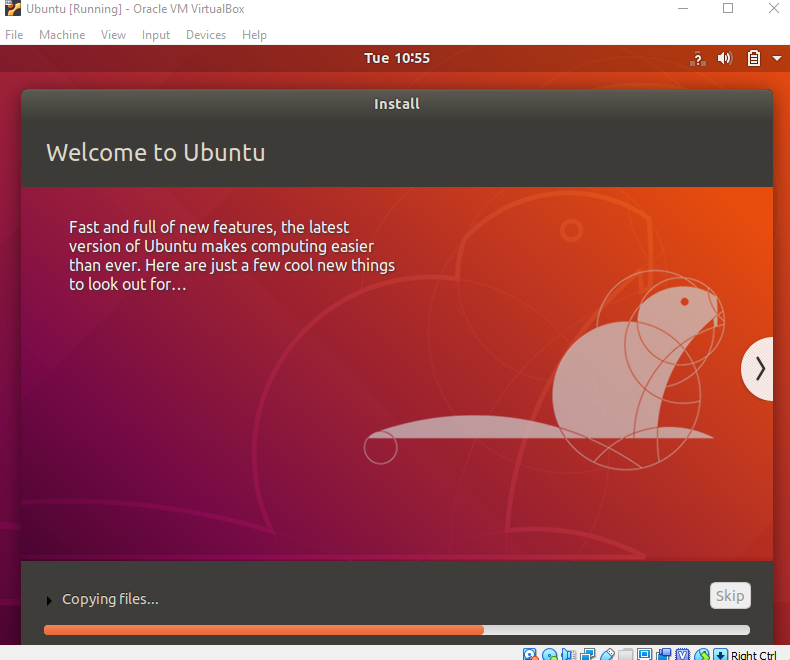 Ubuntu [Running] - Oracle VM VirtualBox
File Machine View Input Devices Help
Tue 10:55
?
Install
Welcome to Ubuntu
Fast and full of new features, the latest
version of Ubuntu makes computing easier
than ever. Here are just a few cool new things
to look out for…
Copying files…
Skip
Right Ctrl